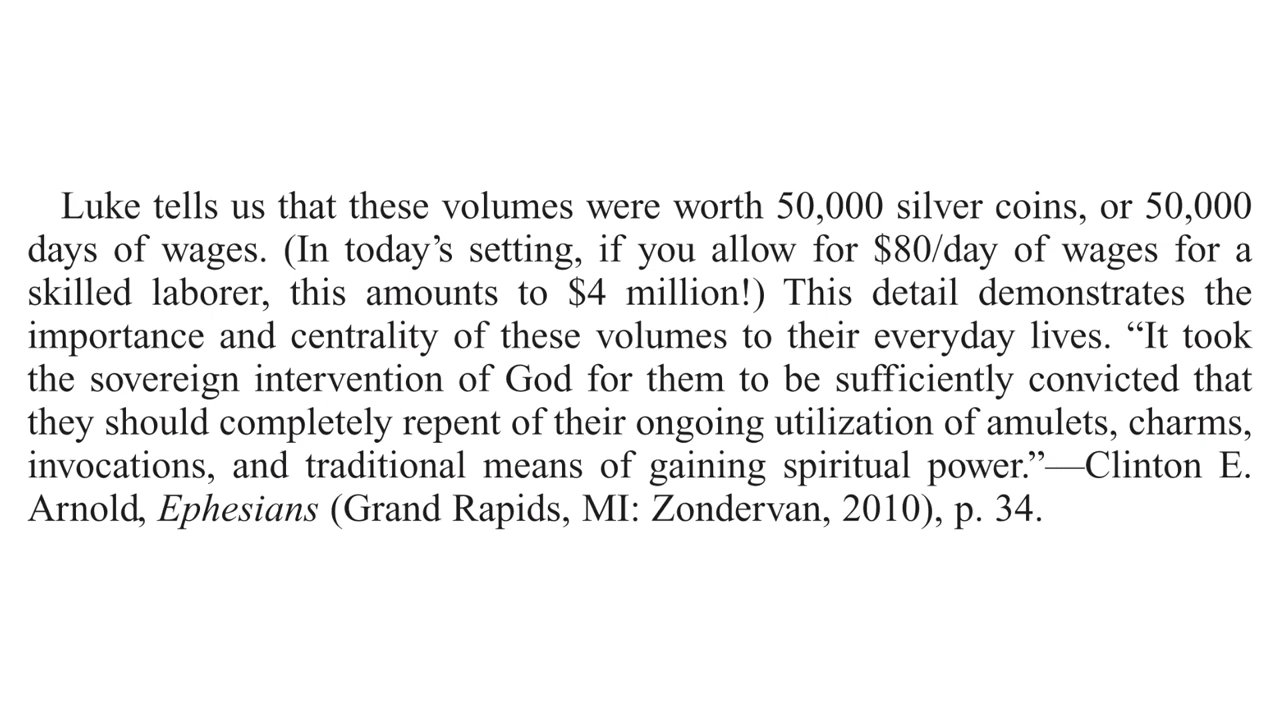 Luke tells us that these volumes were worth 50,000 silver coins, or 50,000
days of wages. (In today’s setting, if you allow for $80/day of wages for a
skilled laborer, this amounts to $4 million!) This detail demonstrates the
importance and centrality of these volumes to their everyday lives. “It took
the sovereign intervention of God for them to be sufficiently convicted that
they should completely repent of their ongoing utilization of amulets, charms,
invocations, and traditional means of gaining spiritual power.”—Clinton E.
Arnold, Ephesians (Grand Rapids, MI: Zondervan, 2010), p. 34.